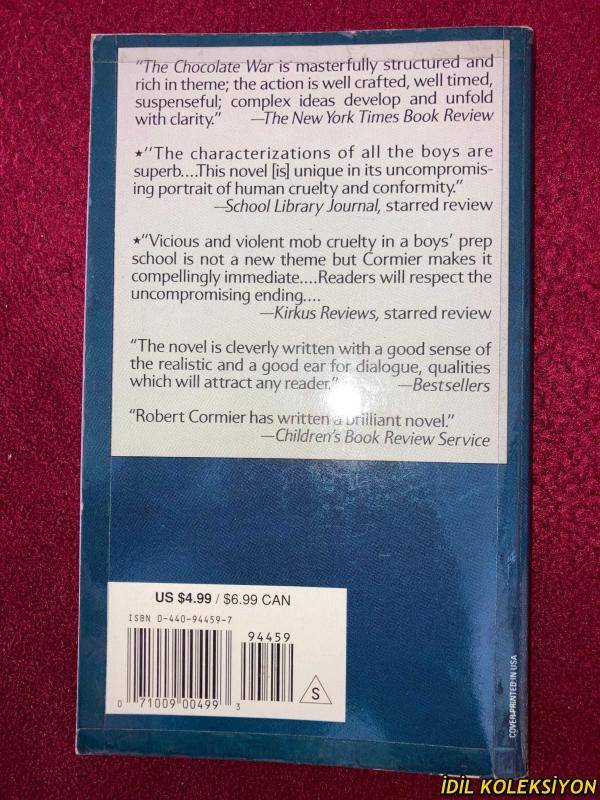 "The Chocolate War is masterfully structured and
rich in theme; the action is well crafted, well timed,
suspenseful; complex ideas develop and unfold
with clarity." —The New York Times Book Review
★"The characterizations of all the boys are
superb....This novel [is] unique in its uncompromis-
ing portrait of human cruelty and conformity."
—School Library Journal, starred review
★"Vicious and violent mob cruelty in a boys' prep
school is not a new theme but Cormier makes it
compellingly immediate....Readers will respect the
uncompromising ending....
—Kirkus Reviews, starred review
"The novel is cleverly written with a good sense of
the realistic and a good ear for dialogue, qualities
which will attract any reader." —Bestsellers
"Robert Cormier has written a brilliant novel."
—Children's Book Review Service
US $4.99 / $6.99 CAN
ISBN 0-440-94459-7
94459
S
0 71009 00499 3
COVER PRINTED IN USA
İDİL KOLEKSİYON